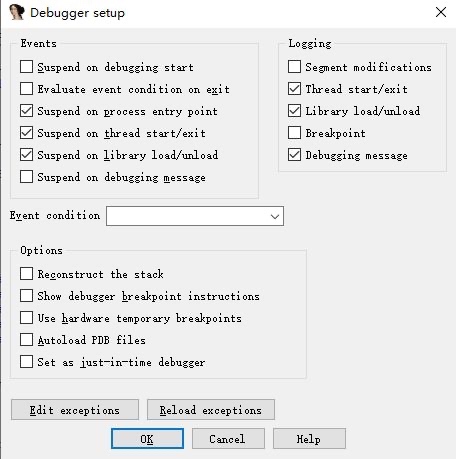 Debugger setup
Events
Suspend on debugging start
Evaluate event condition on exit
Suspend on process entry point
Suspend on thread start/exit
Suspend on library load/unload
Suspend on debugging message
Logging
Segment modifications
Thread start/exit
Library load/unload
Breakpoint
Debugging message
Event condition
Options
Reconstruct the stack
Show debugger breakpoint instructions
Use hardware temporary breakpoints
Autoload PDB files
Set as just-in-time debugger
Edit exceptions
Reload exceptions
OK
Cancel
Help